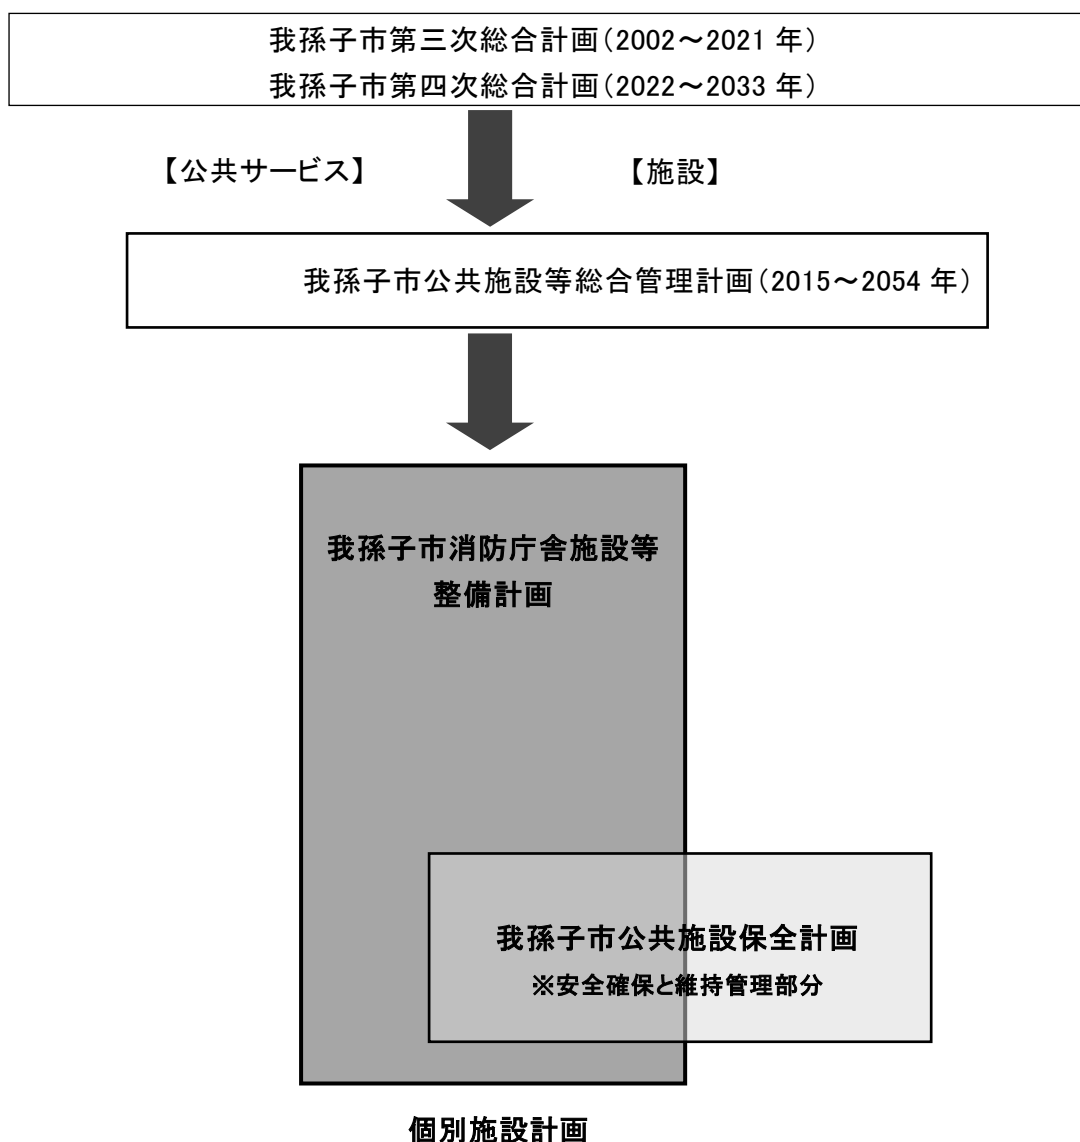 我孫子市第三次総合計画(2002~2021 年)
我孫子市第四次総合計画(2022~2033 年)
【公共サービス】 【施設】
我孫子市公共施設等総合管理計画(2015~2054 年)
我孫子市消防庁舎施設等
整備計画
我孫子市公共施設保全計画
※安全確保と維持管理部分
個別施設計画